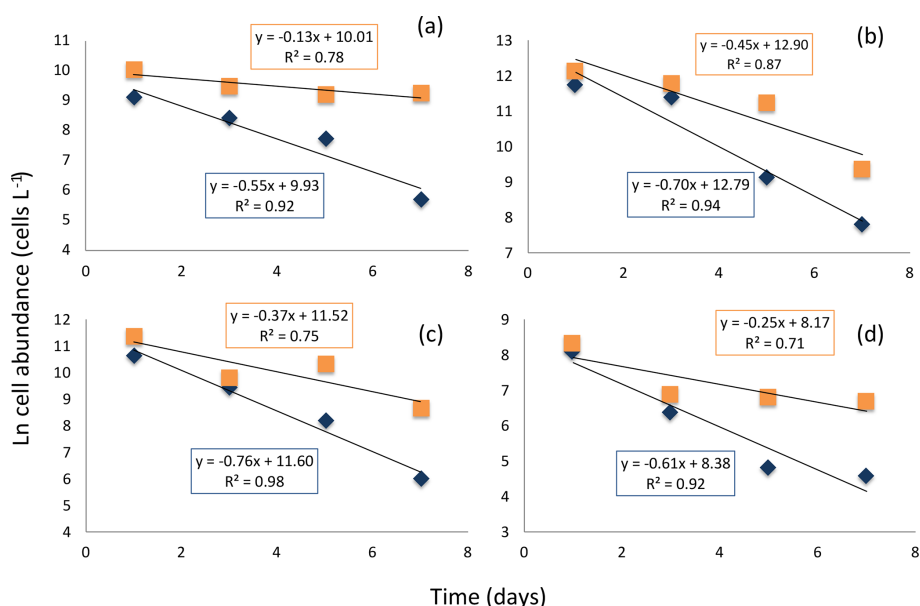 Ln cell abundance (cells L⁻¹)
(a)
y = -0.13x + 10.01
R² = 0.78
y = -0.55x + 9.93
R² = 0.92
11
10
9
8
7
6
5
4
0 2 4 6 8
(b)
y = -0.45x + 12.90
R² = 0.87
y = -0.70x + 12.79
R² = 0.94
13
12
11
10
9
8
7
0 2 4 6 8
(c)
y = -0.37x + 11.52
R² = 0.75
y = -0.76x + 11.60
R² = 0.98
12
11
10
9
8
7
6
5
4
0 2 4 6 8
(d)
y = -0.25x + 8.17
R² = 0.71
y = -0.61x + 8.38
R² = 0.92
9
8
7
6
5
4
3
0 2 4 6 8
Time (days)